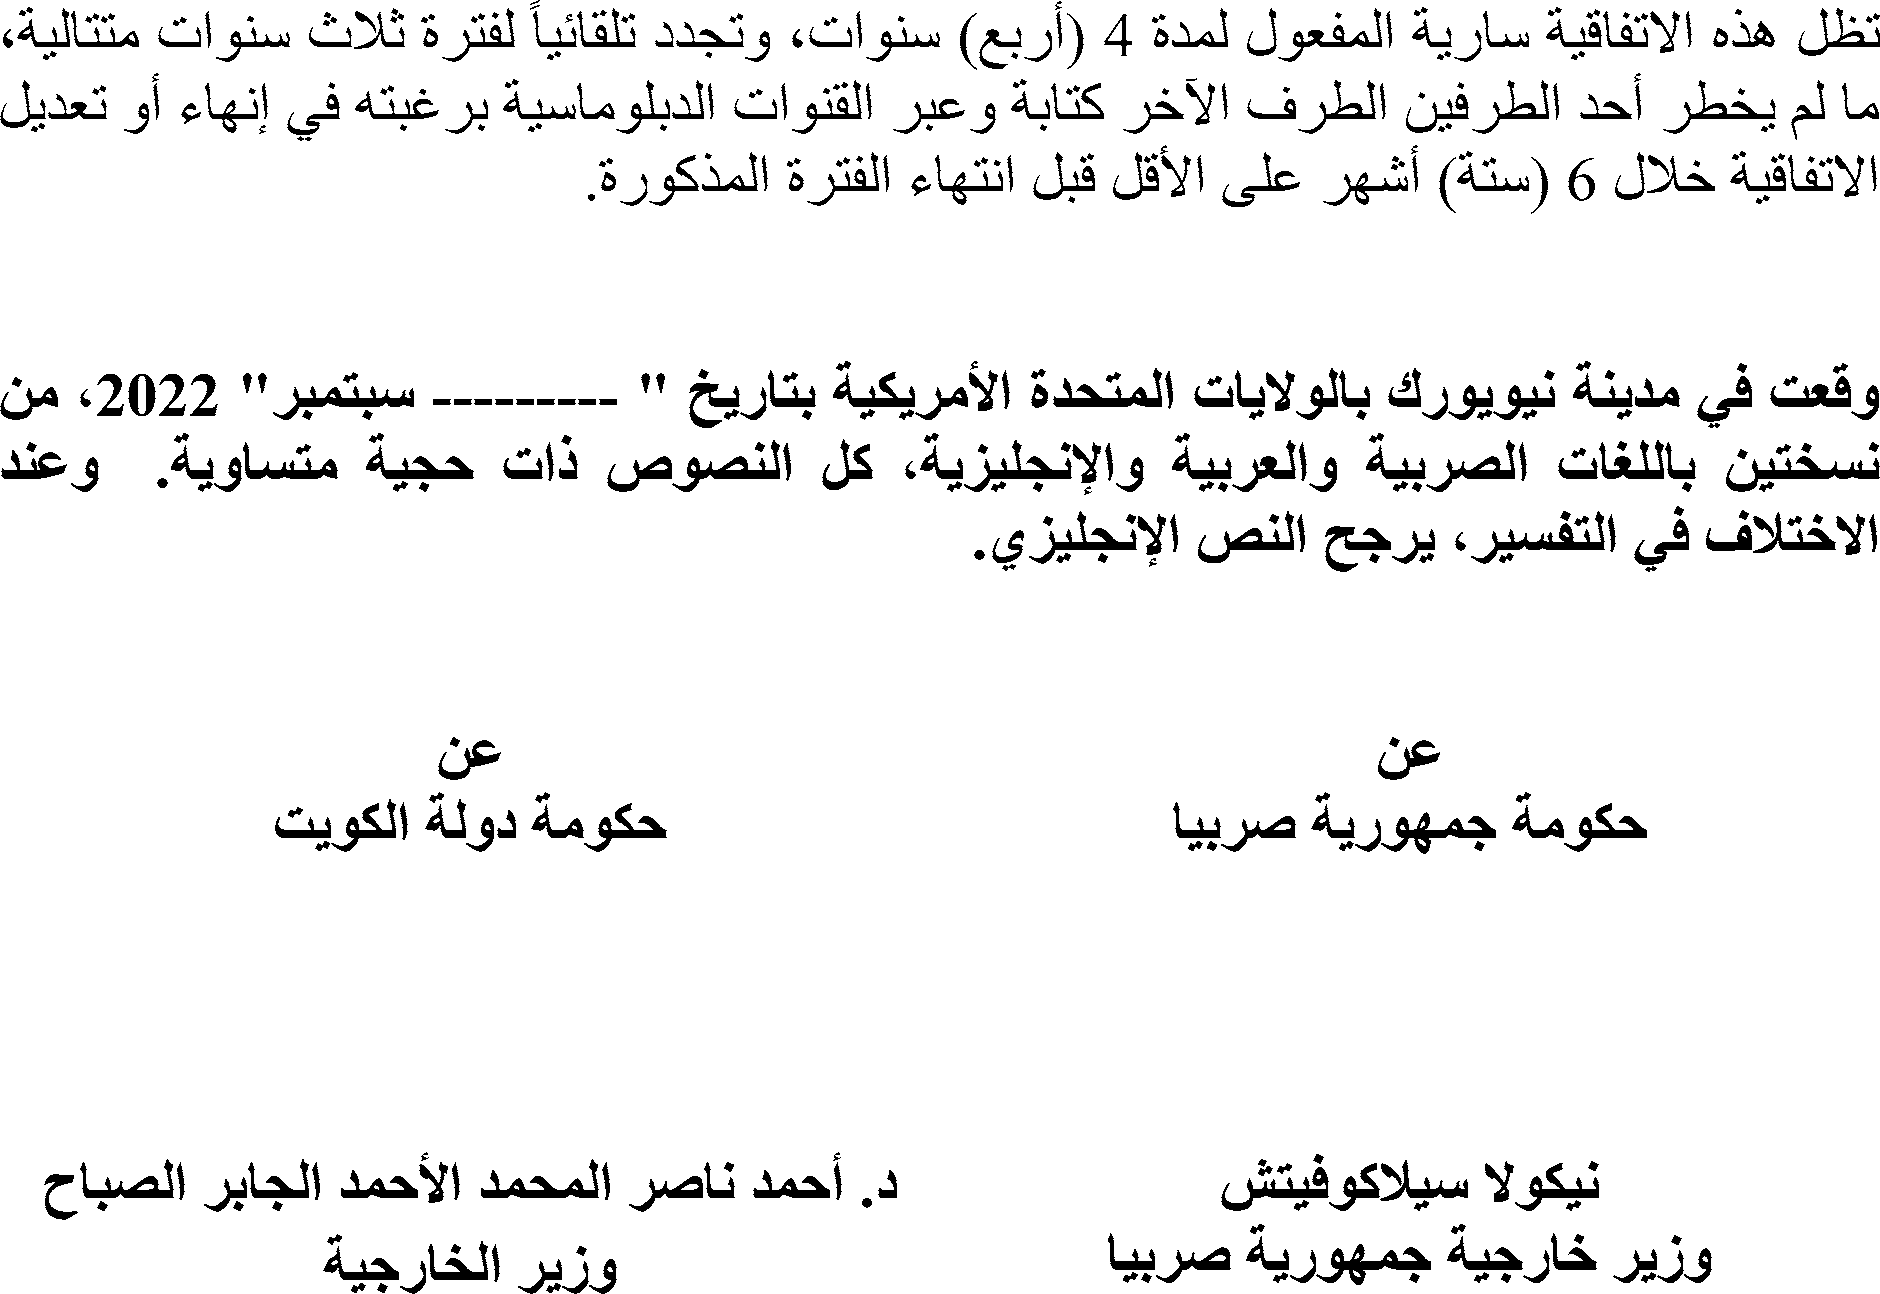 تظل هذه الاتفاقية سارية المفعول لمدة 4 (أربع) سنوات، وتجدد تلقائياً لفترة ثلاث سنوات متتالية،
ما لم يخطر أحد الطرفين الطرف الآخر كتابة وعبر القنوات الدبلوماسية برغبته في إنهاء أو تعديل
الاتفاقية خلال 6 (ستة) أشهر على الأقل قبل انتهاء الفترة المذكورة.
وقعت في مدينة نيويورك بالولايات المتحدة الأمريكية بتاريخ " --------- سبتمبر" 2022، من
نسختين باللغات الصربية والعربية والإنجليزية، كل النصوص ذات حجية متساوية. وعند
الاختلاف في التفسير، يرجح النص الإنجليزي.
عن
حكومة جمهورية صربيا
نيكولا سيلاكوفيتش
وزير خارجية جمهورية صربيا
عن
حكومة دولة الكويت
د. أحمد ناصر المحمد الأحمد الجابر الصباح
وزير الخارجية